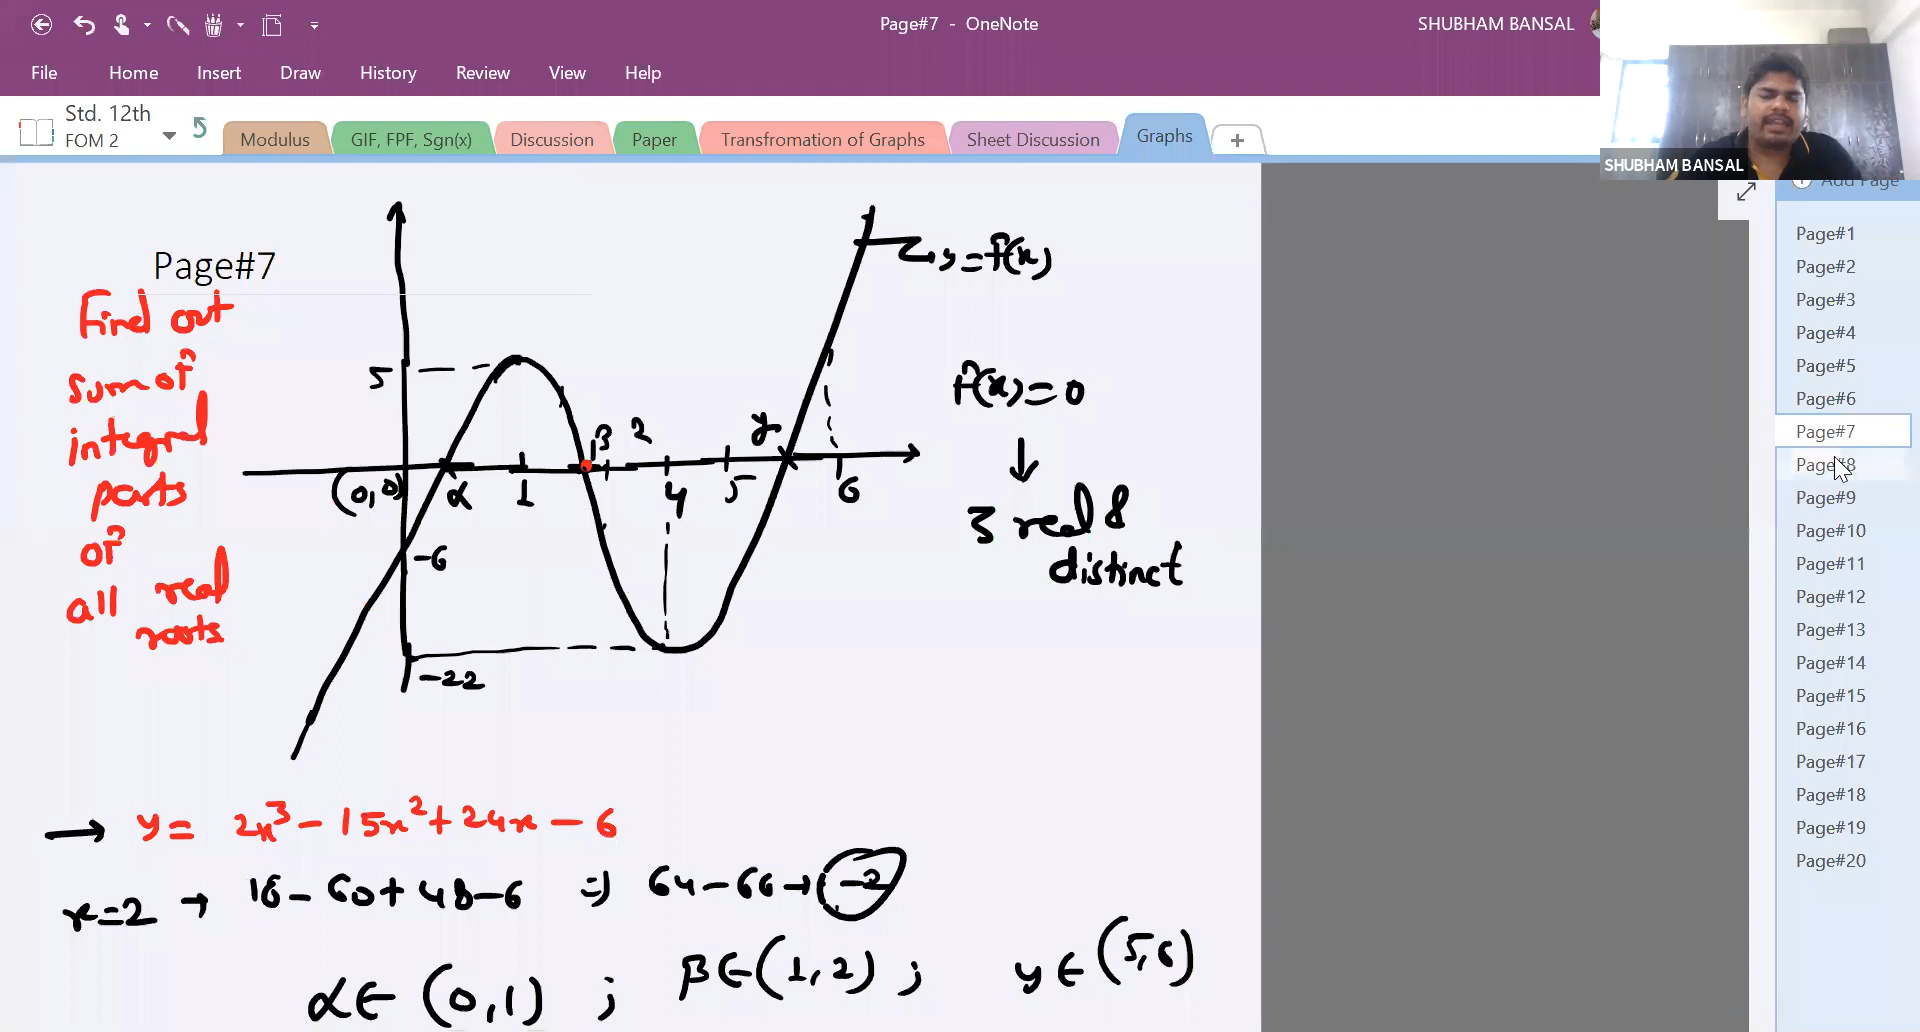 Page#7 - OneNote
SHUBHAM BANSAL
File Home Insert Draw History Review View Help
Std. 12th
FOM 2
Modulus GIF, FPF, Sgn(x) Discussion Paper Transfromation of Graphs Sheet Discussion Graphs +
SHUBHAM BANSAL
Add Page
Page#1
Page#2
Page#3
Page#4
Page#5
Page#6
Page#7
Page#8
Page#9
Page#10
Page#11
Page#12
Page#13
Page#14
Page#15
Page#16
Page#17
Page#18
Page#19
Page#20
Page#7
Find out
sum of
integral
parts
of
all real
roots
y=f(x)
5
β 2 γ
(0,0) α 1 4 5 6
-6
-22
f(x)=0
↓
3 real &
distinct
→ y = 2x³ - 15x² + 24x - 6
x=2 → 16-60+48-6 ⇒ 64-66 → -2
α ∈ (0,1) ; β ∈ (1,2) ; γ ∈ (5,6)